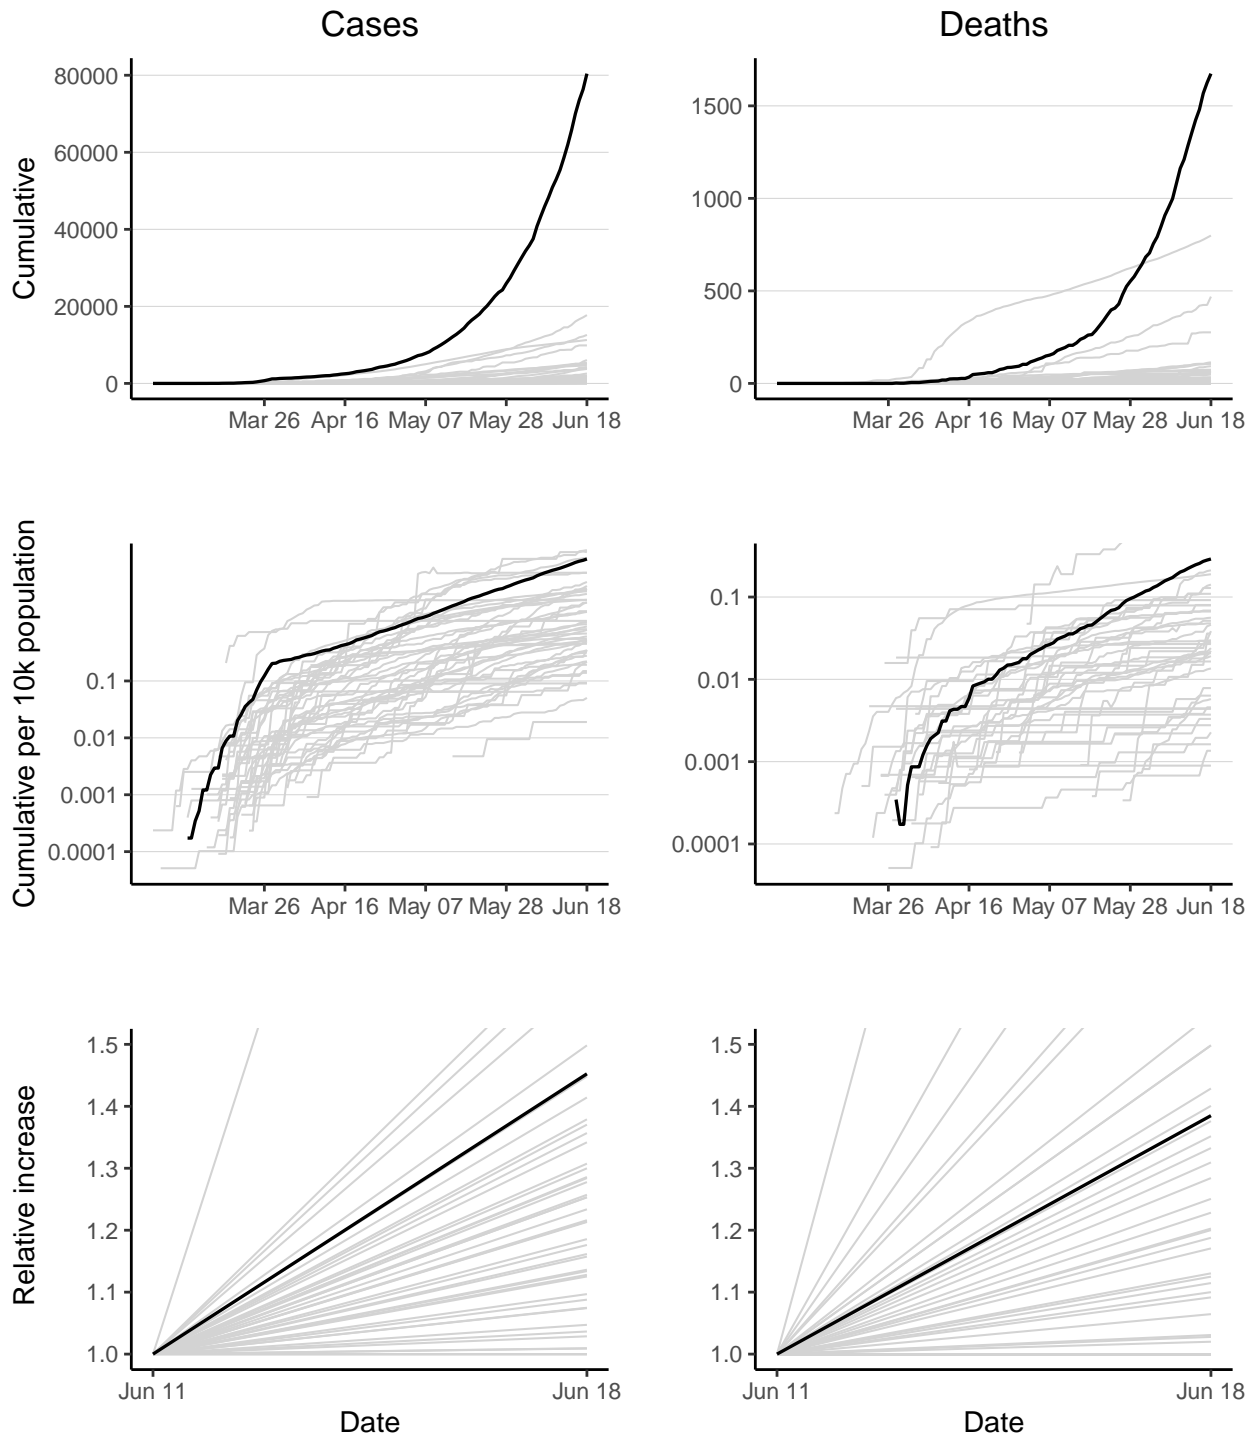 Cases
Deaths
Cumulative
80000
60000
40000
20000
0
Mar 26 Apr 16 May 07 May 28 Jun 18
1500
1000
500
0
Mar 26 Apr 16 May 07 May 28 Jun 18
Cumulative per 10k population
0.1
0.01
0.001
0.0001
Mar 26 Apr 16 May 07 May 28 Jun 18
0.1
0.01
0.001
0.0001
Mar 26 Apr 16 May 07 May 28 Jun 18
Relative increase
1.5
1.4
1.3
1.2
1.1
1.0
Jun 11 Jun 18
Date
1.5
1.4
1.3
1.2
1.1
1.0
Jun 11 Jun 18
Date